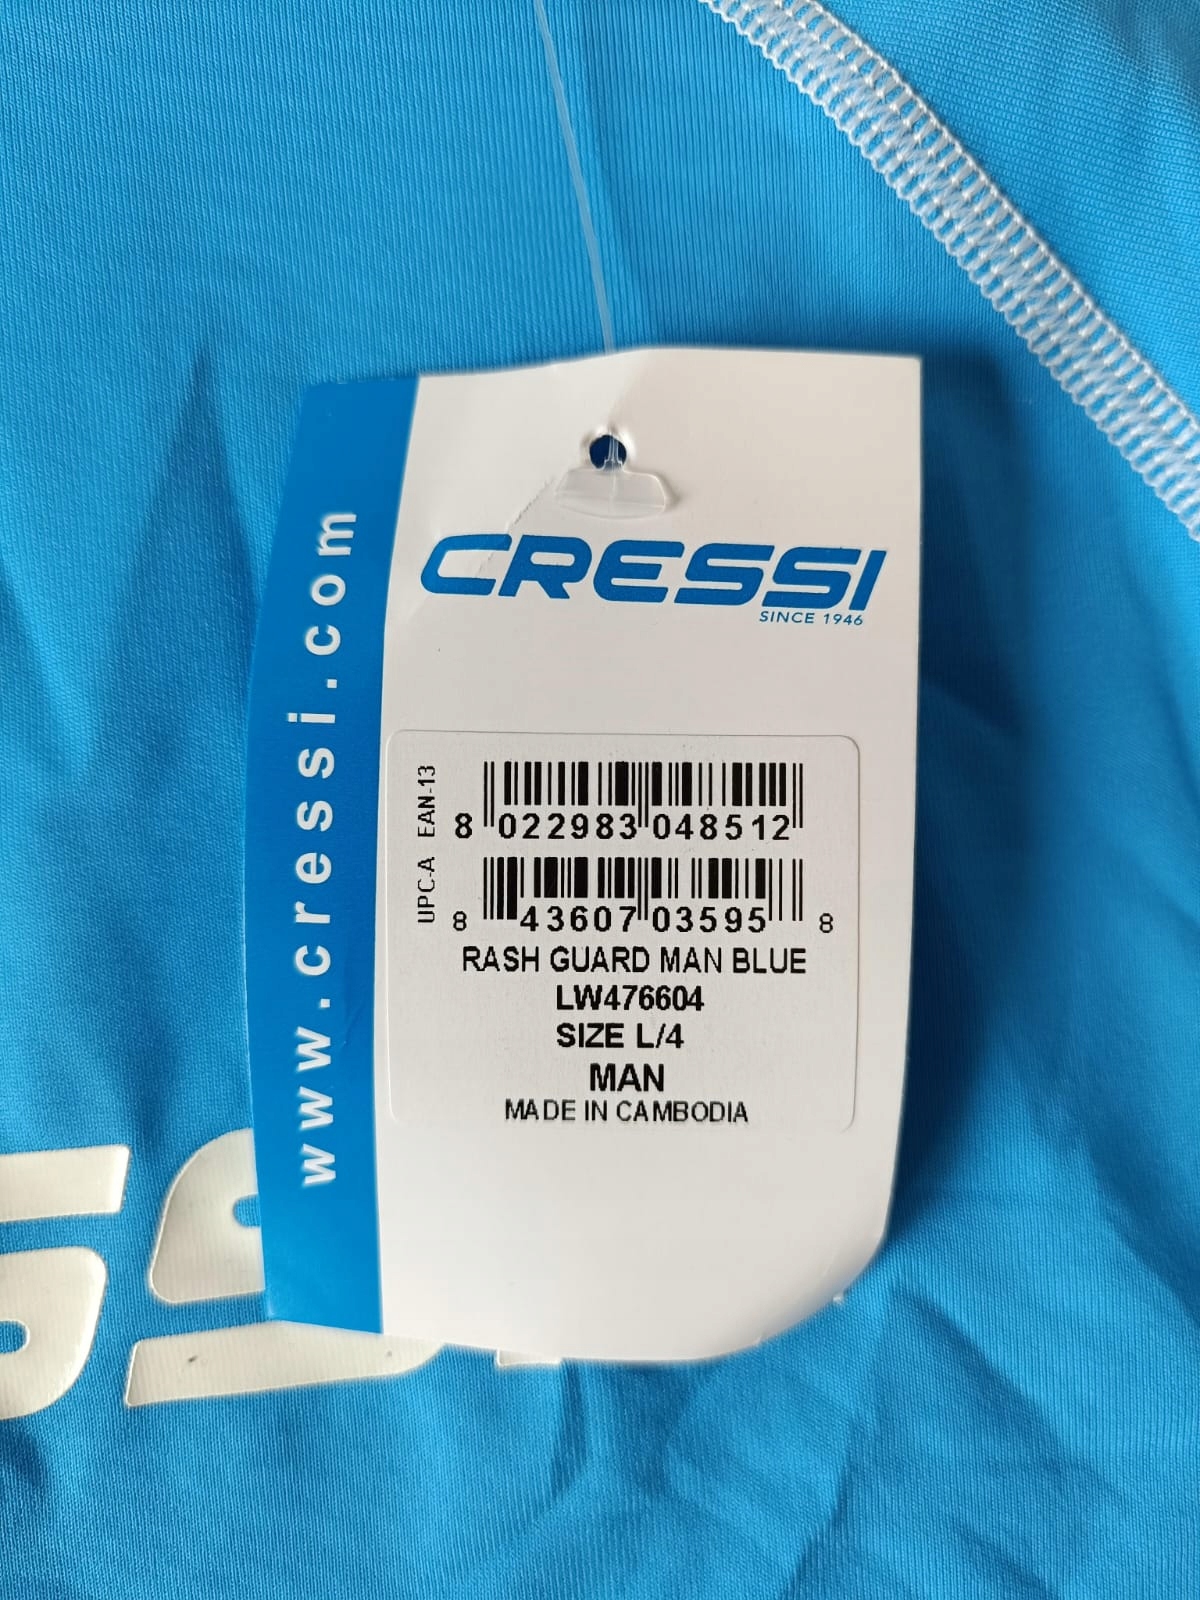 CRESSI
SINCE 1946
www.cressi.com
EAN-13
8 022983 048512
UPC-A
8 43607 03595 8
RASH GUARD MAN BLUE
LW476604
SIZE L/4
MAN
MADE IN CAMBODIA